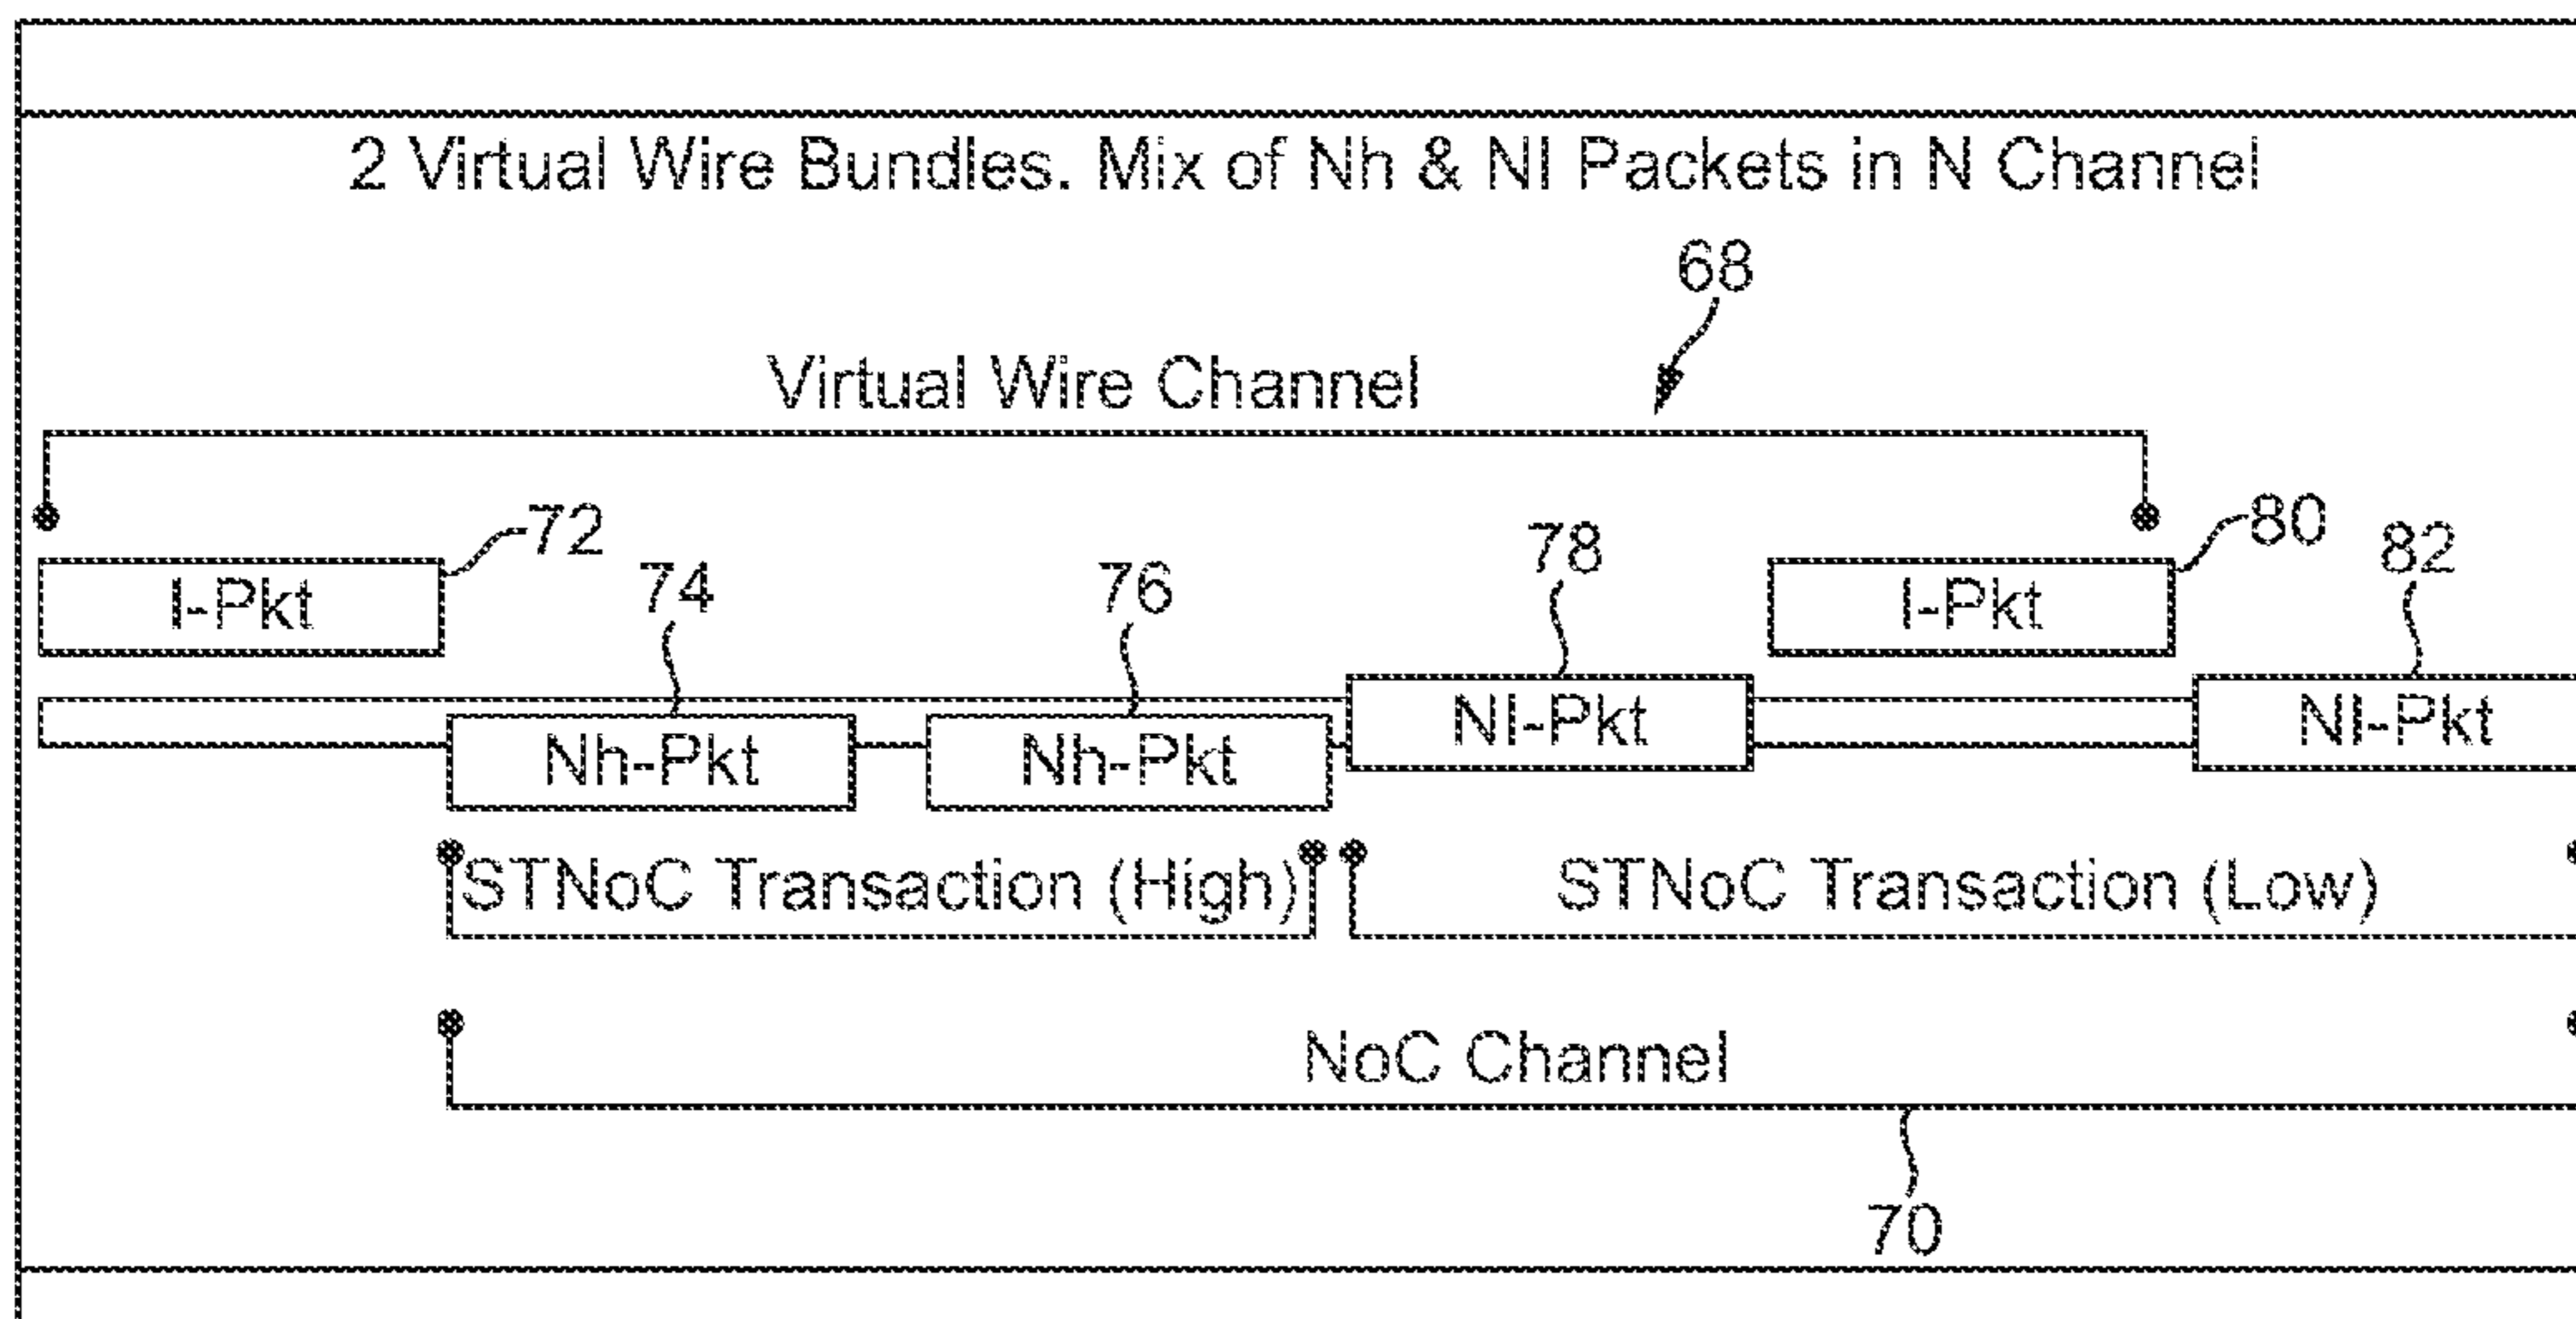 2 Virtual Wire Bundles. Mix of Nh & Nl Packets in N Channel
68
Virtual Wire Channel
72
80
78
82
I-Pkt
74
76
I-Pkt
Nl-Pkt
Nl-Pkt
Nh-Pkt
Nh-Pkt
STNoC Transaction (High)
STNoC Transaction (Low)
NoC Channel
70